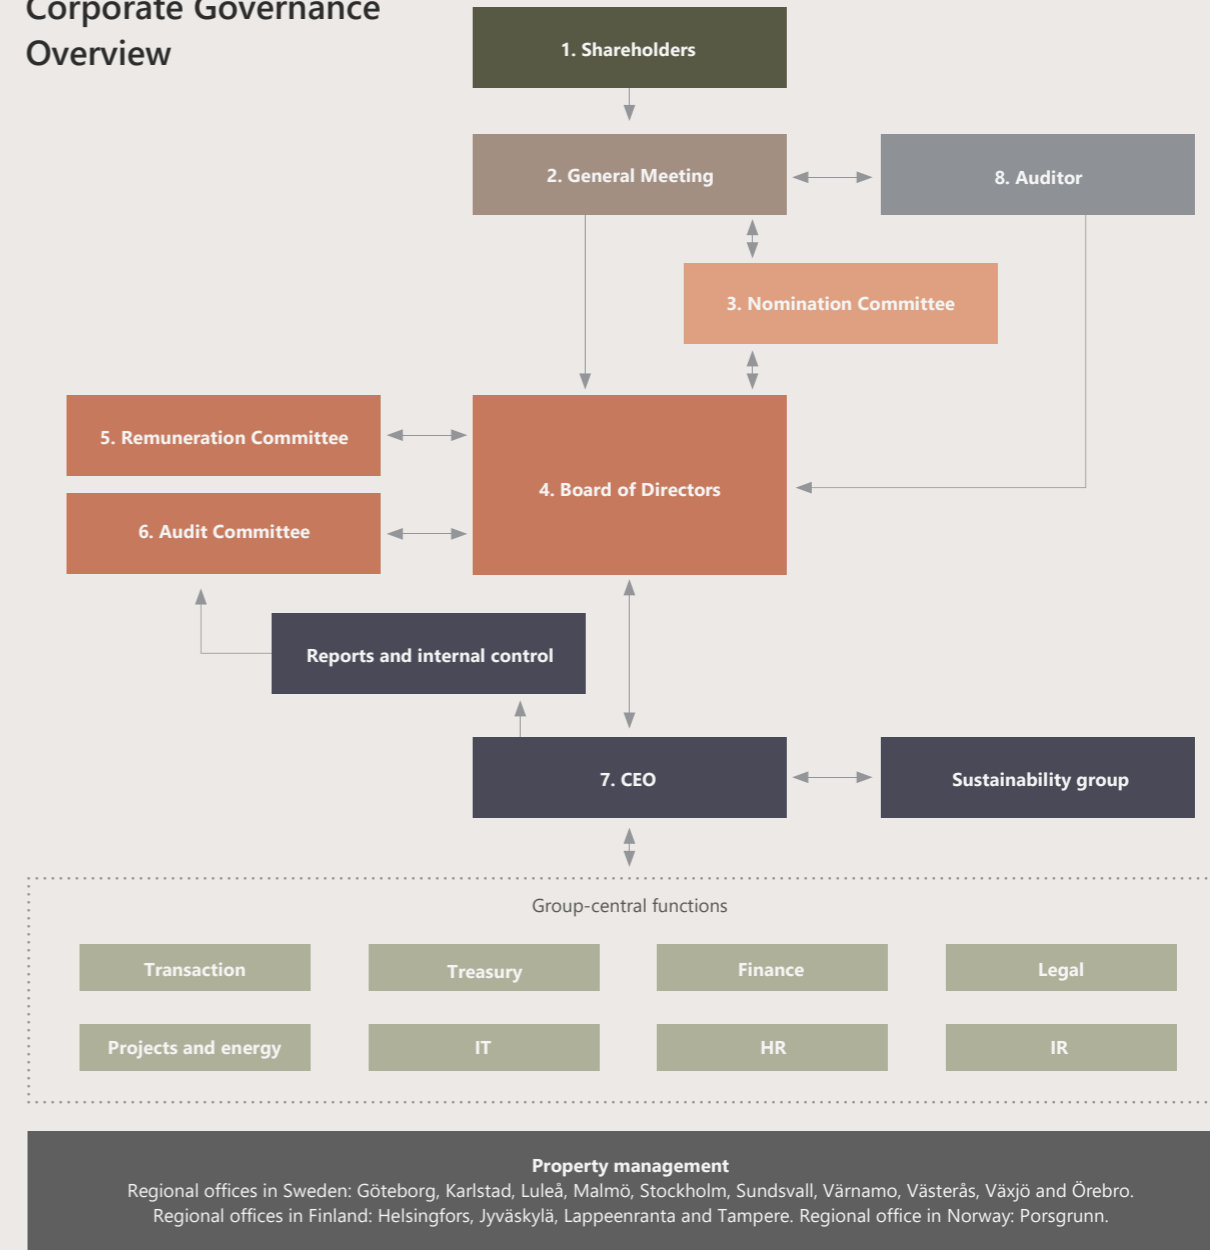 Corporate Governance
Overview
1. Shareholders
2. General Meeting
8. Auditor
3. Nomination Committee
5. Remuneration Committee
4. Board of Directors
6. Audit Committee
Reports and internal control
7. CEO
Sustainability group
Group-central functions
Transaction
Treasury
Finance
Legal
Projects and energy
IT
HR
IR
Property management
Regional offices in Sweden: Göteborg, Karlstad, Luleå, Malmö, Stockholm, Sundsvall, Värnamo, Västerås, Växjö and Örebro.
Regional offices in Finland: Helsingfors, Jyväskylä, Lappeenranta and Tampere. Regional office in Norway: Porsgrunn.